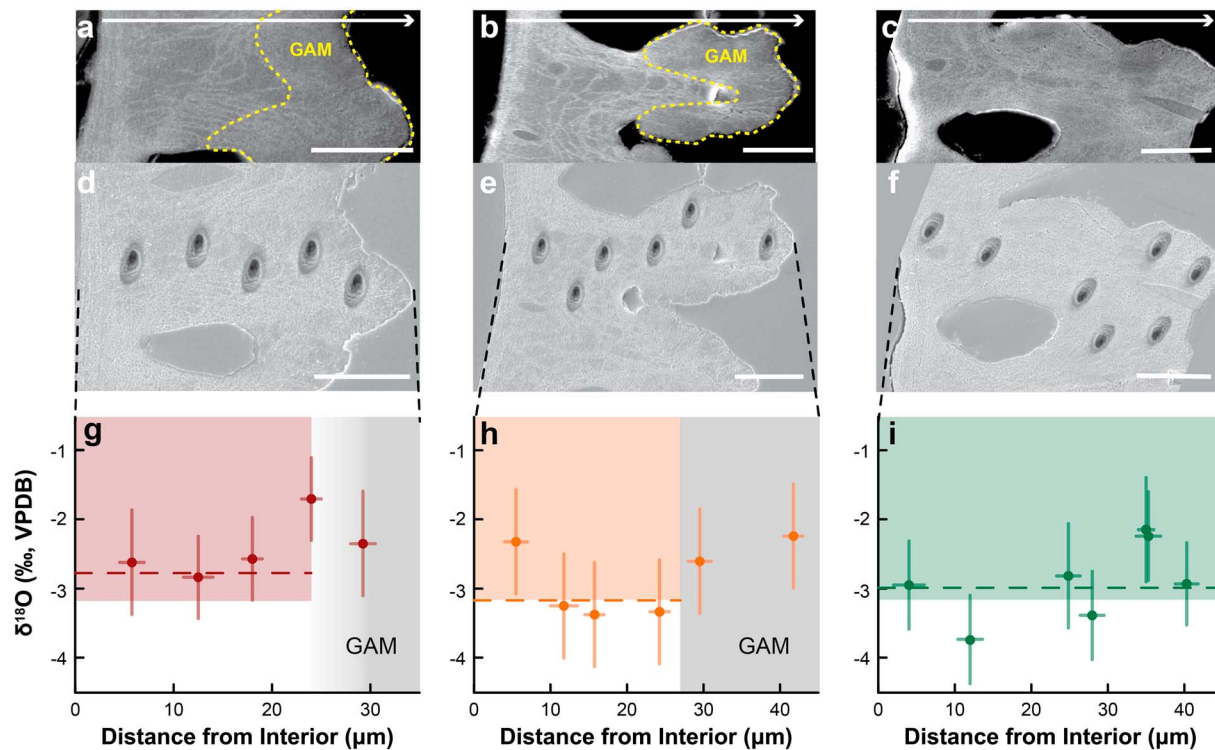 a
GAM
b
GAM
c
d
e
f
g
h
i
δ¹⁸O (‰, VPDB)
-1
-2
-3
-4
GAM
0
10
20
30
Distance from Interior (µm)
-1
-2
-3
-4
GAM
0
10
20
30
40
Distance from Interior (µm)
-1
-2
-3
-4
0
10
20
30
40
Distance from Interior (µm)